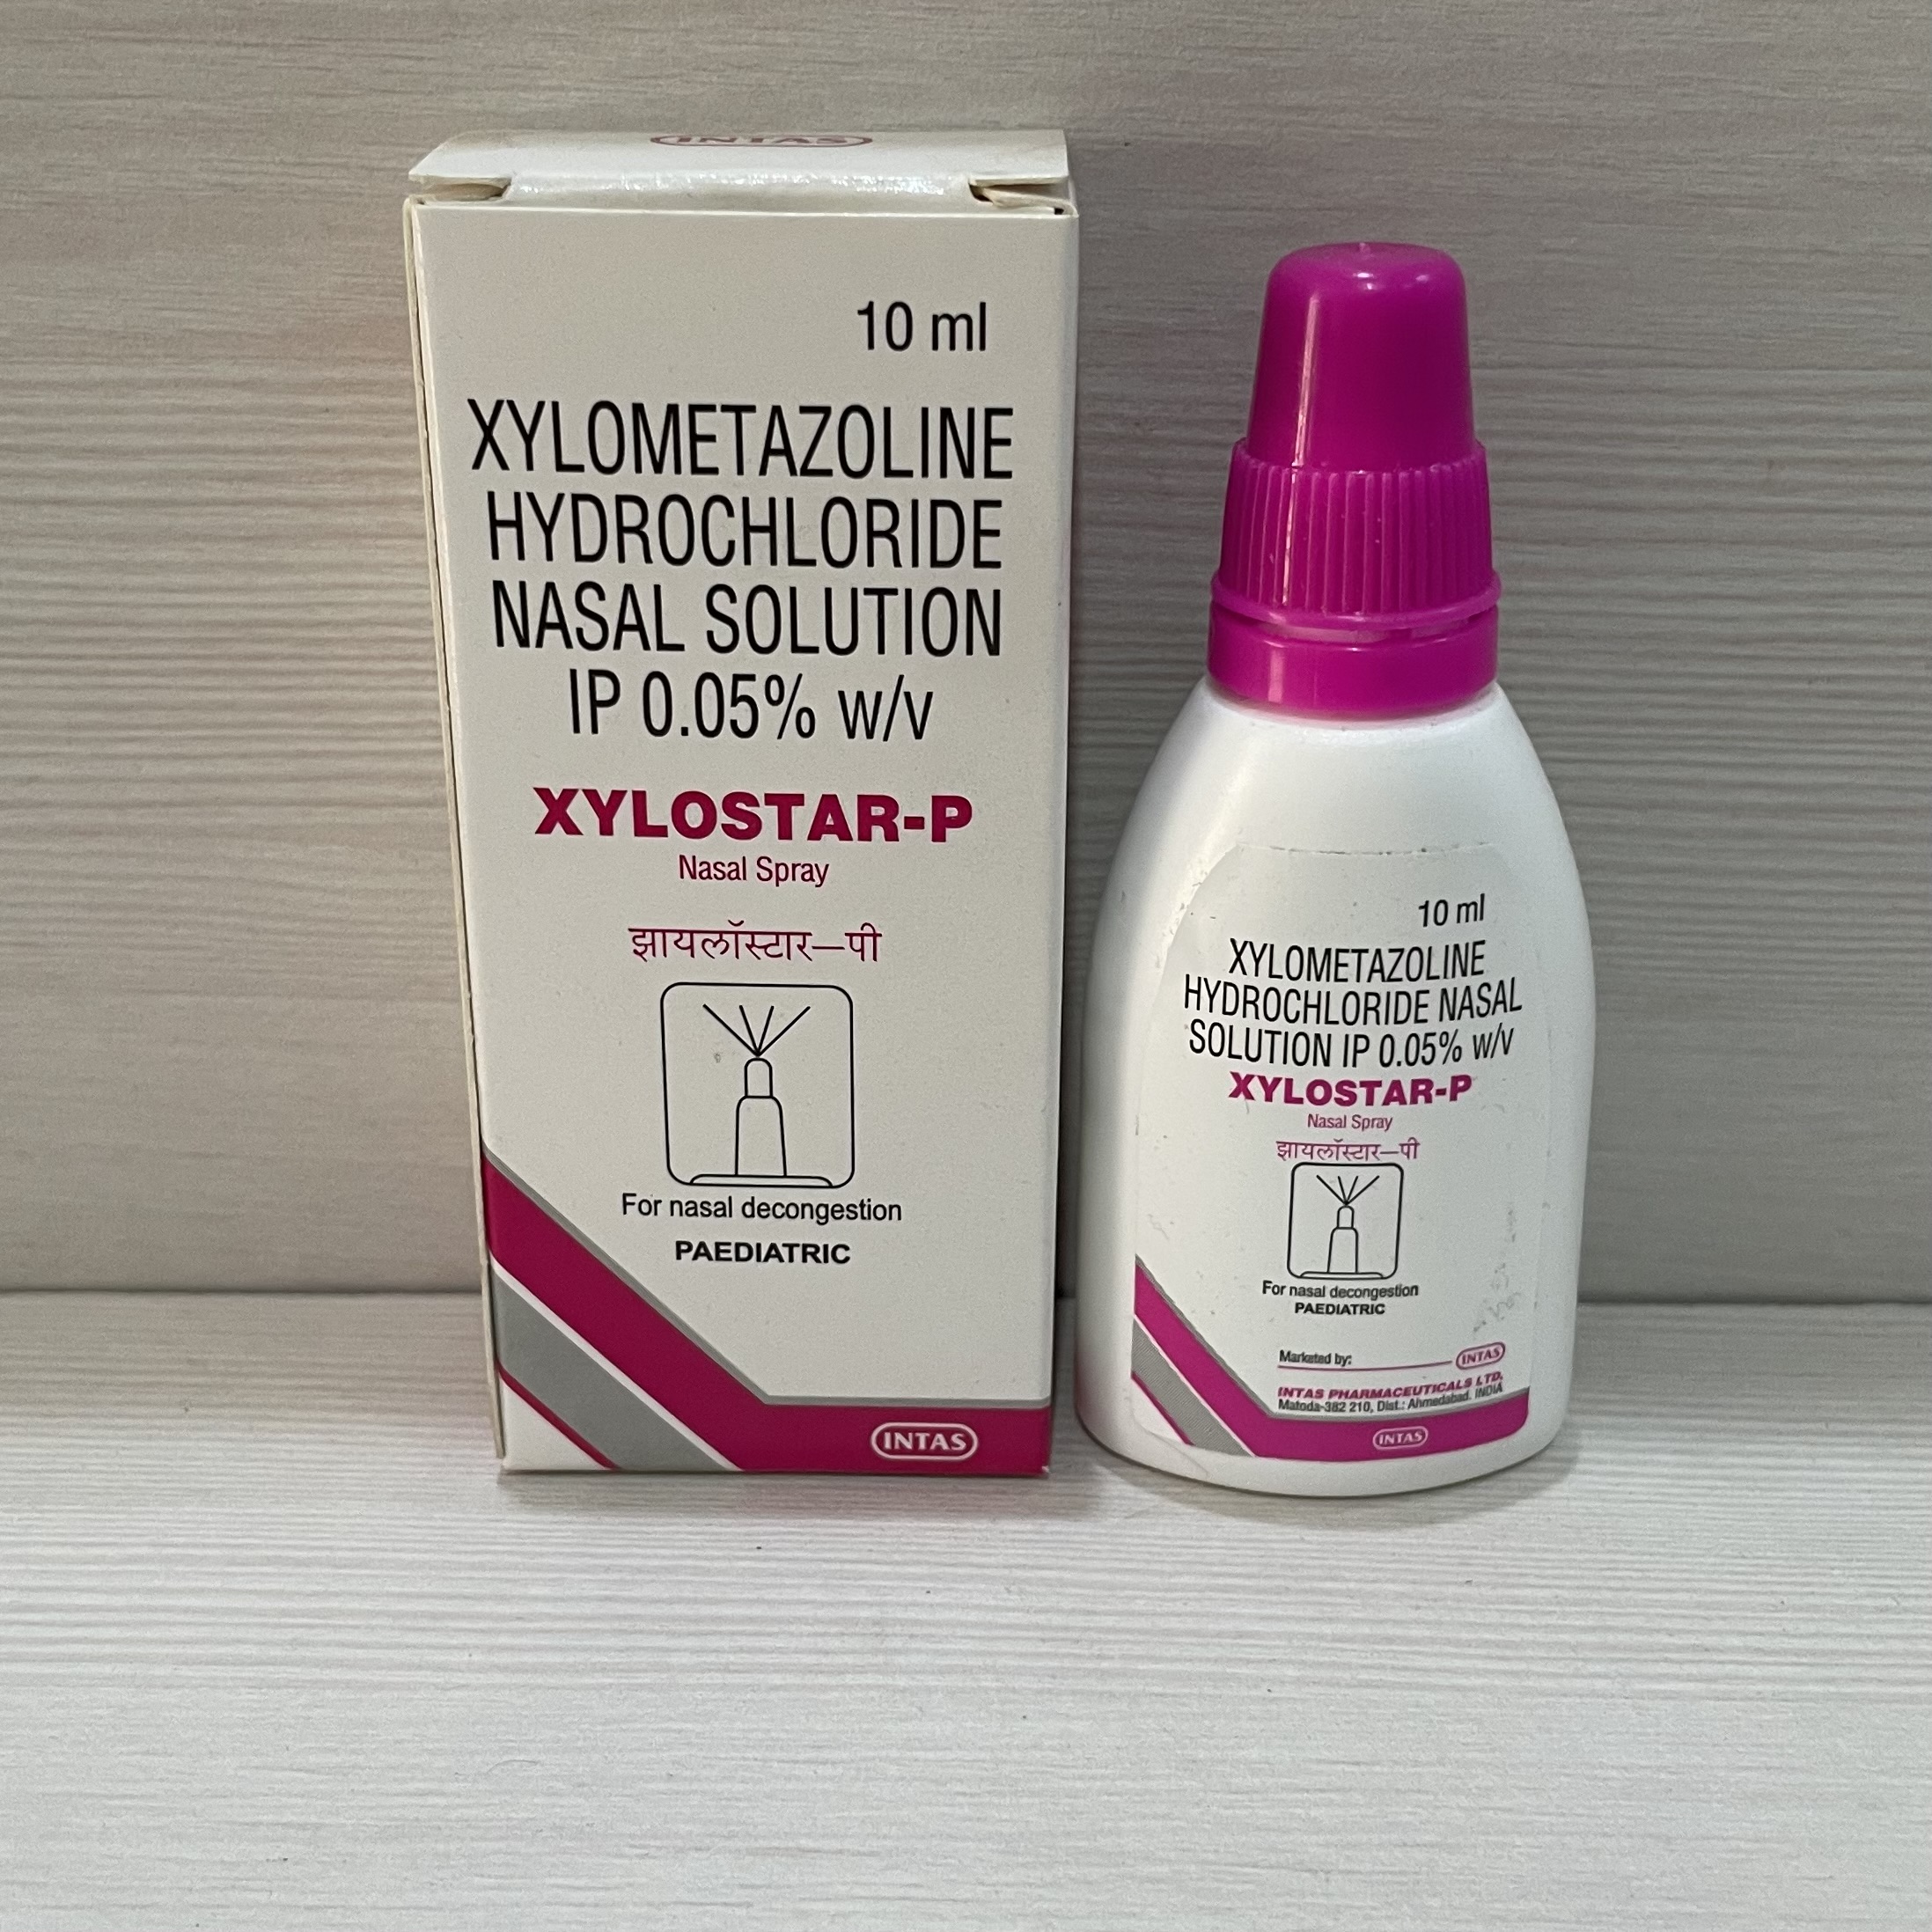 INTAS
10 ml
XYLOMETAZOLINE
HYDROCHLORIDE
NASAL SOLUTION
IP 0.05% w/v
XYLOSTAR-P
Nasal Spray
झायलॉस्टार–पी
For nasal decongestion
PAEDIATRIC
INTAS
10 ml
XYLOMETAZOLINE
HYDROCHLORIDE NASAL
SOLUTION IP 0.05% w/v
XYLOSTAR-P
Nasal Spray
झायलॉस्टार–पी
For nasal decongestion
PAEDIATRIC
Marketed by: INTAS
INTAS PHARMACEUTICALS LTD.
Matoda-382 210, Dist.: Ahmedabad. INDIA
INTAS